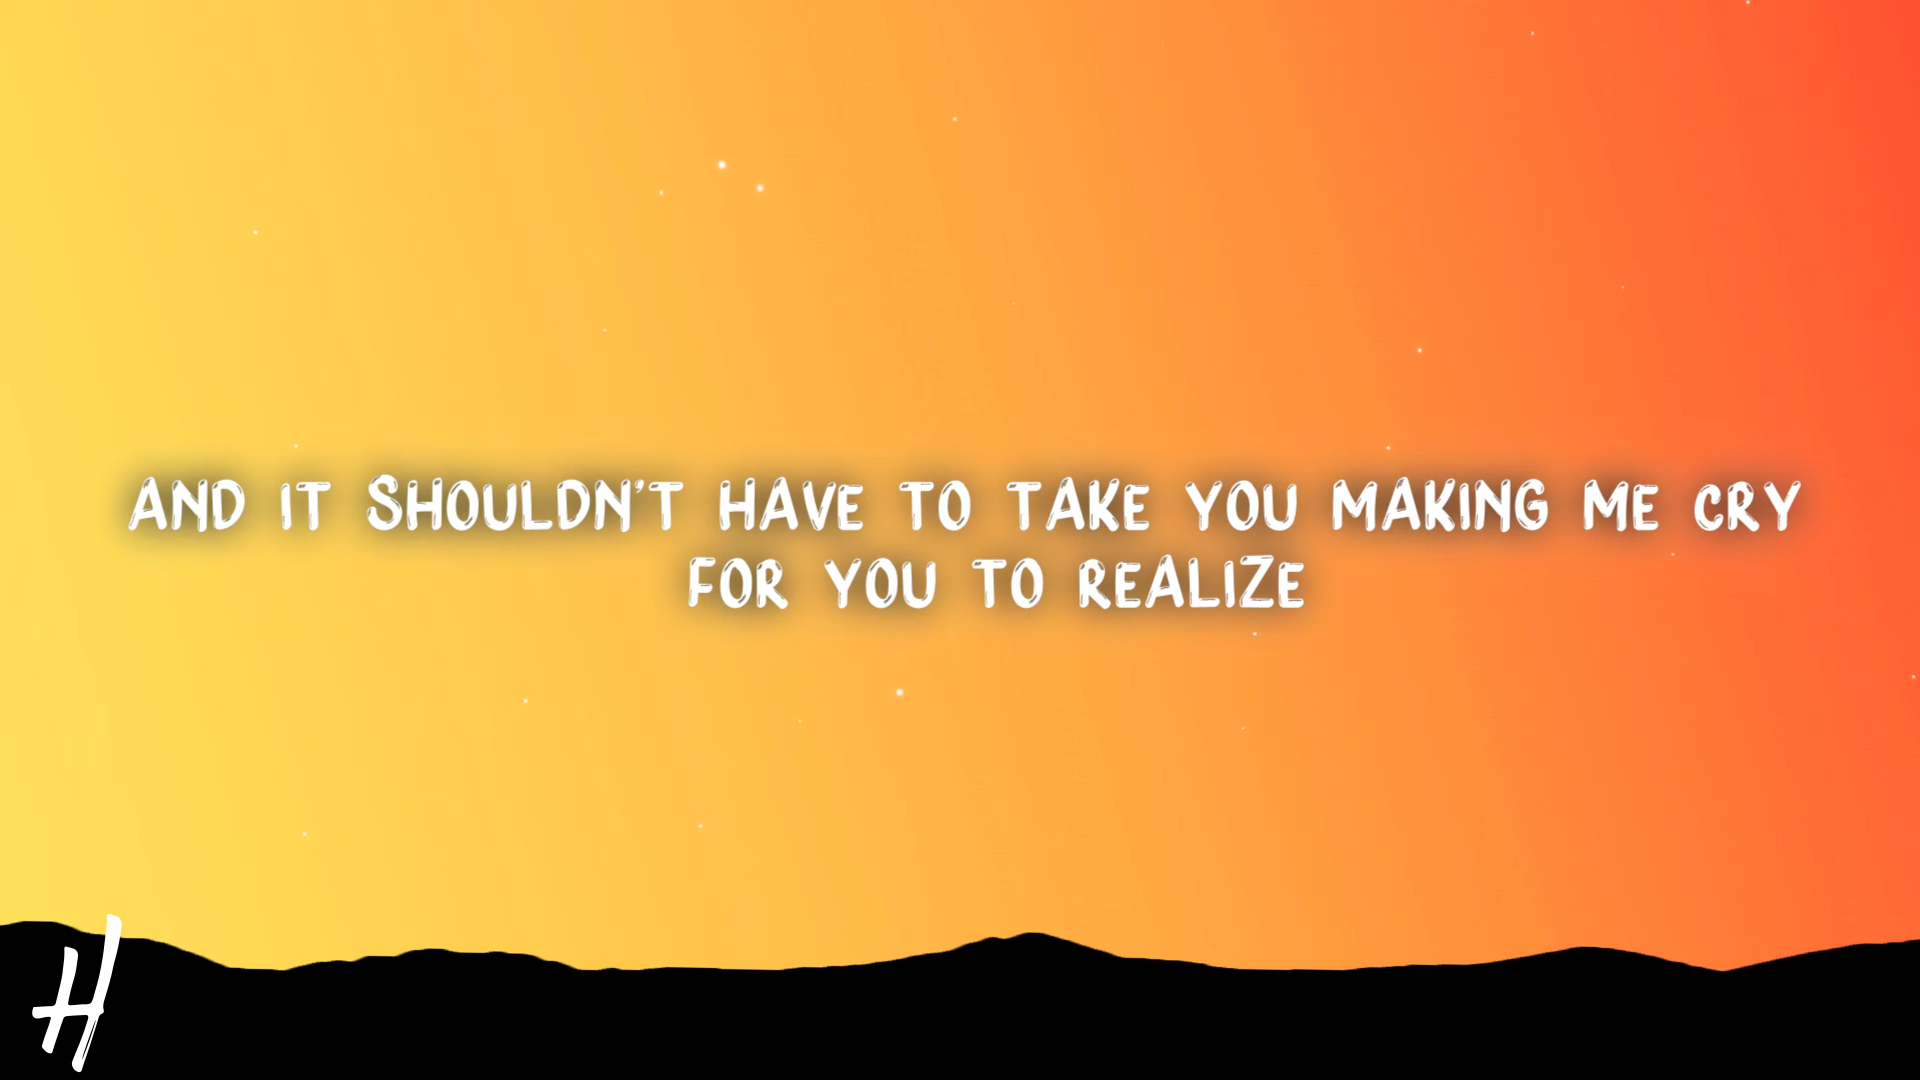 AND IT SHOULDN'T HAVE TO TAKE YOU MAKING ME CRY
FOR YOU TO REALIZE
H